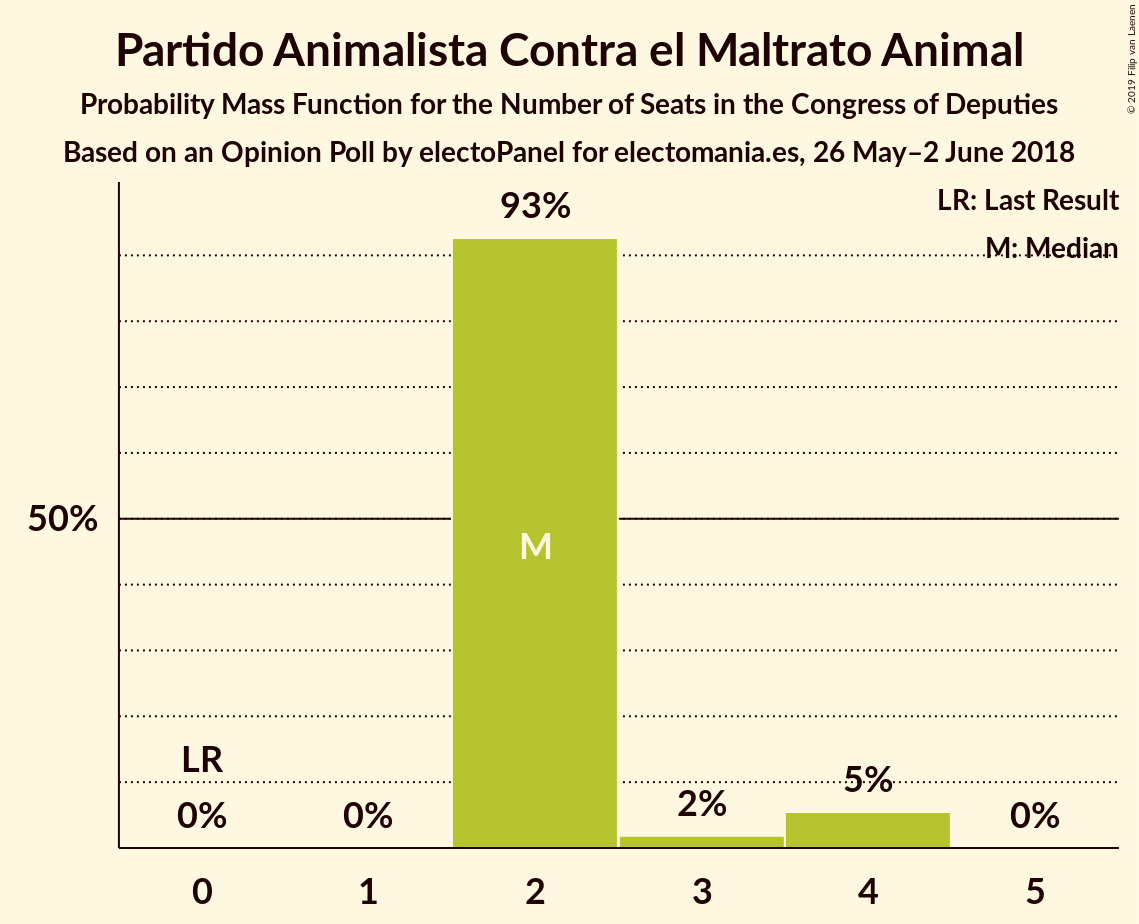 Partido Animalista Contra el Maltrato Animal
Probability Mass Function for the Number of Seats in the Congress of Deputies
Based on an Opinion Poll by electoPanel for electomania.es, 26 May–2 June 2018
© 2019 Filip van Laenen
LR: Last Result
M: Median
93%
50%
M
LR
0%
0%
2%
5%
0%
0
1
2
3
4
5